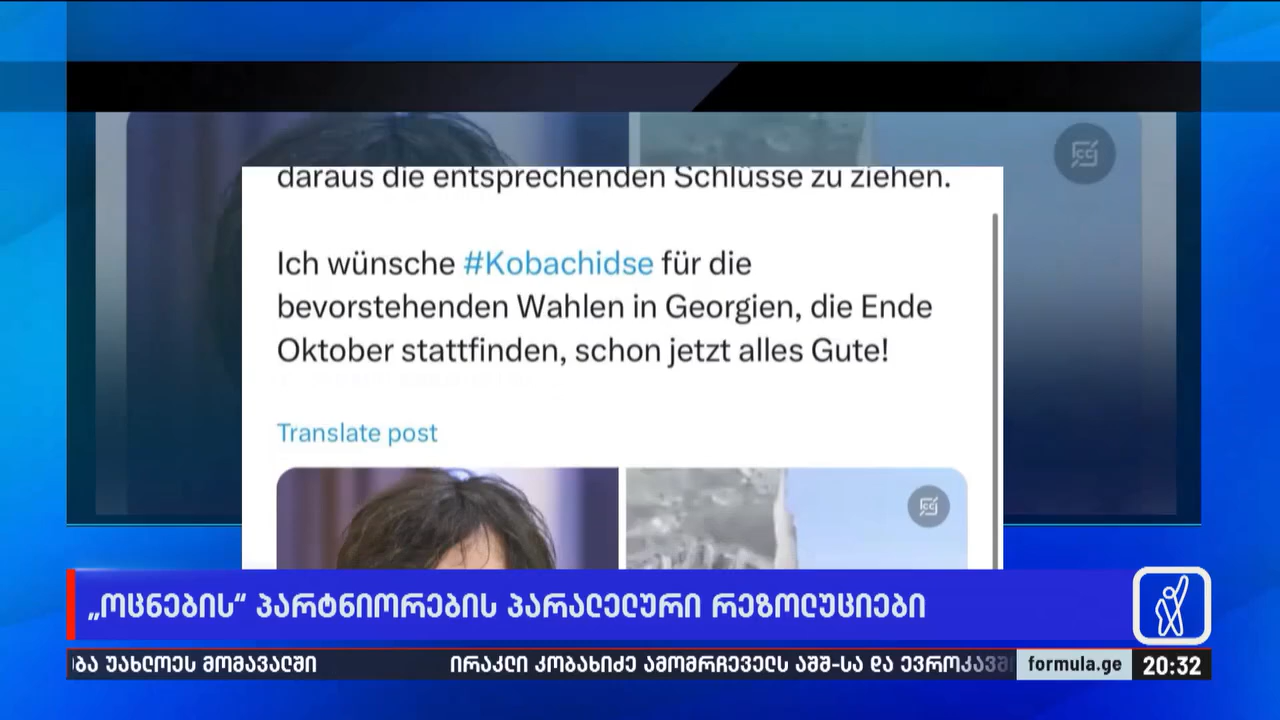 daraus die entsprechenden Schlüsse zu ziehen.
Ich wünsche #Kobachidse für die
bevorstehenden Wahlen in Georgien, die Ende
Oktober stattfinden, schon jetzt alles Gute!
Translate post
„ოცნების“ პარტნიორების პარალელური რეზოლუციები
უახლოეს მომავალში
ირაკლი კობახიძე ამომრჩეველს აშშ-სა და
formula.ge
20:32